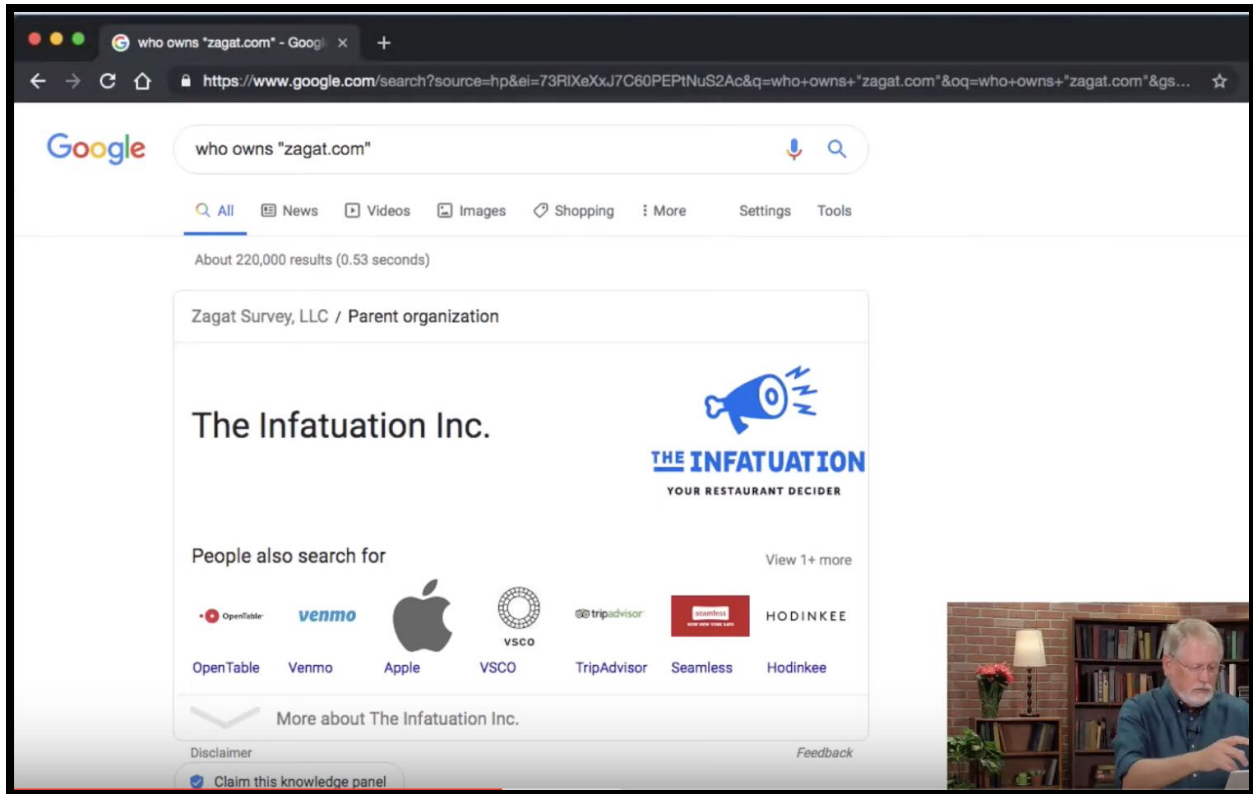 who owns "zagat.com" - Googl
https://www.google.com/search?source=hp&ei=73RIXeXxJ7C60PEPtNuS2Ac&q=who+owns+"zagat.com"&oq=who+owns+"zagat.com"&gs...
Google
who owns "zagat.com"
All News Videos Images Shopping More Settings Tools
About 220,000 results (0.53 seconds)
Zagat Survey, LLC / Parent organization
The Infatuation Inc.
THE INFATUATION
YOUR RESTAURANT DECIDER
People also search for
View 1+ more
OpenTable venmo VSCO tripadvisor seamless HODINKEE
OpenTable Venmo Apple VSCO TripAdvisor Seamless Hodinkee
More about The Infatuation Inc.
Disclaimer Feedback
Claim this knowledge panel